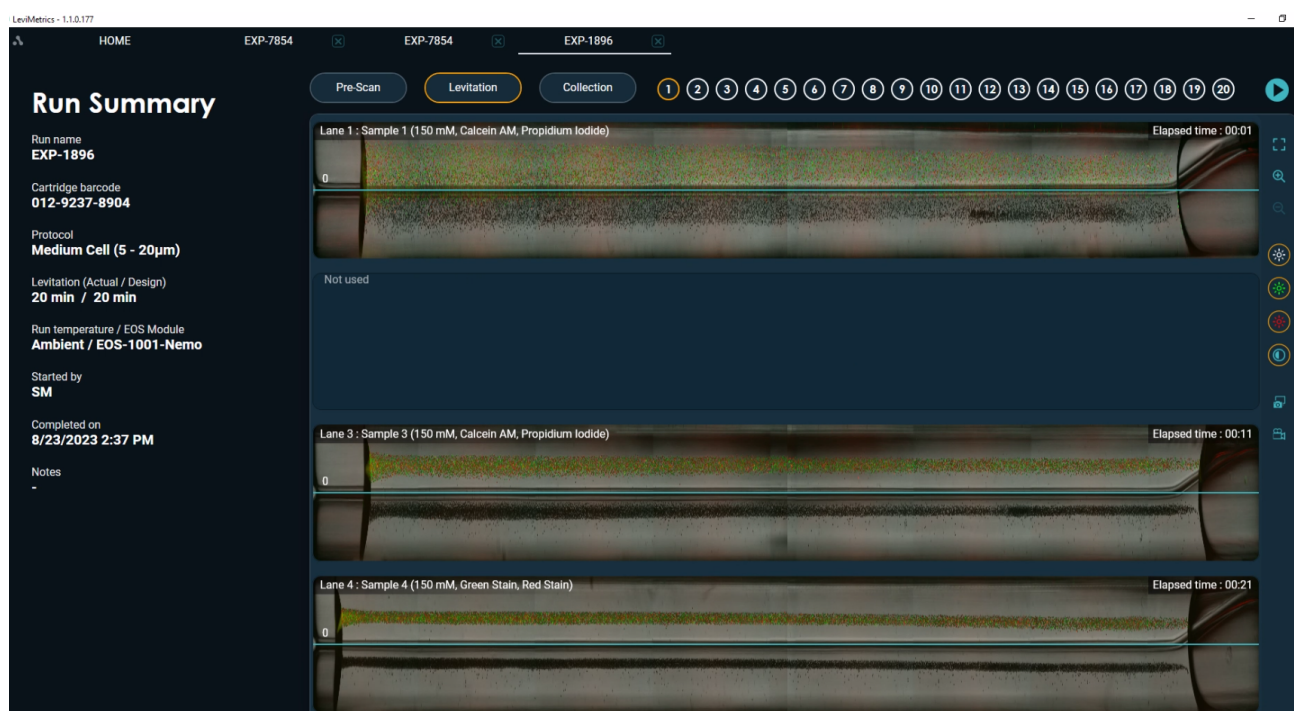 LeviMetrics - 1.1.0.177
HOME
EXP-7854
EXP-7854
EXP-1896
Run Summary
Run name
EXP-1896
Cartridge barcode
012-9237-8904
Protocol
Medium Cell (5 - 20µm)
Levitation (Actual / Design)
20 min / 20 min
Run temperature / EOS Module
Ambient / EOS-1001-Nemo
Started by
SM
Completed on
8/23/2023 2:37 PM
Notes
-
Pre-Scan Levitation Collection 1 2 3 4 5 6 7 8 9 10 11 12 13 14 15 16 17 18 19 20
Lane 1 : Sample 1 (150 mM, Calcein AM, Propidium Iodide) Elapsed time : 00:01
0
Not used
Lane 3 : Sample 3 (150 mM, Calcein AM, Propidium Iodide) Elapsed time : 00:11
0
Lane 4 : Sample 4 (150 mM, Green Stain, Red Stain) Elapsed time : 00:21
0